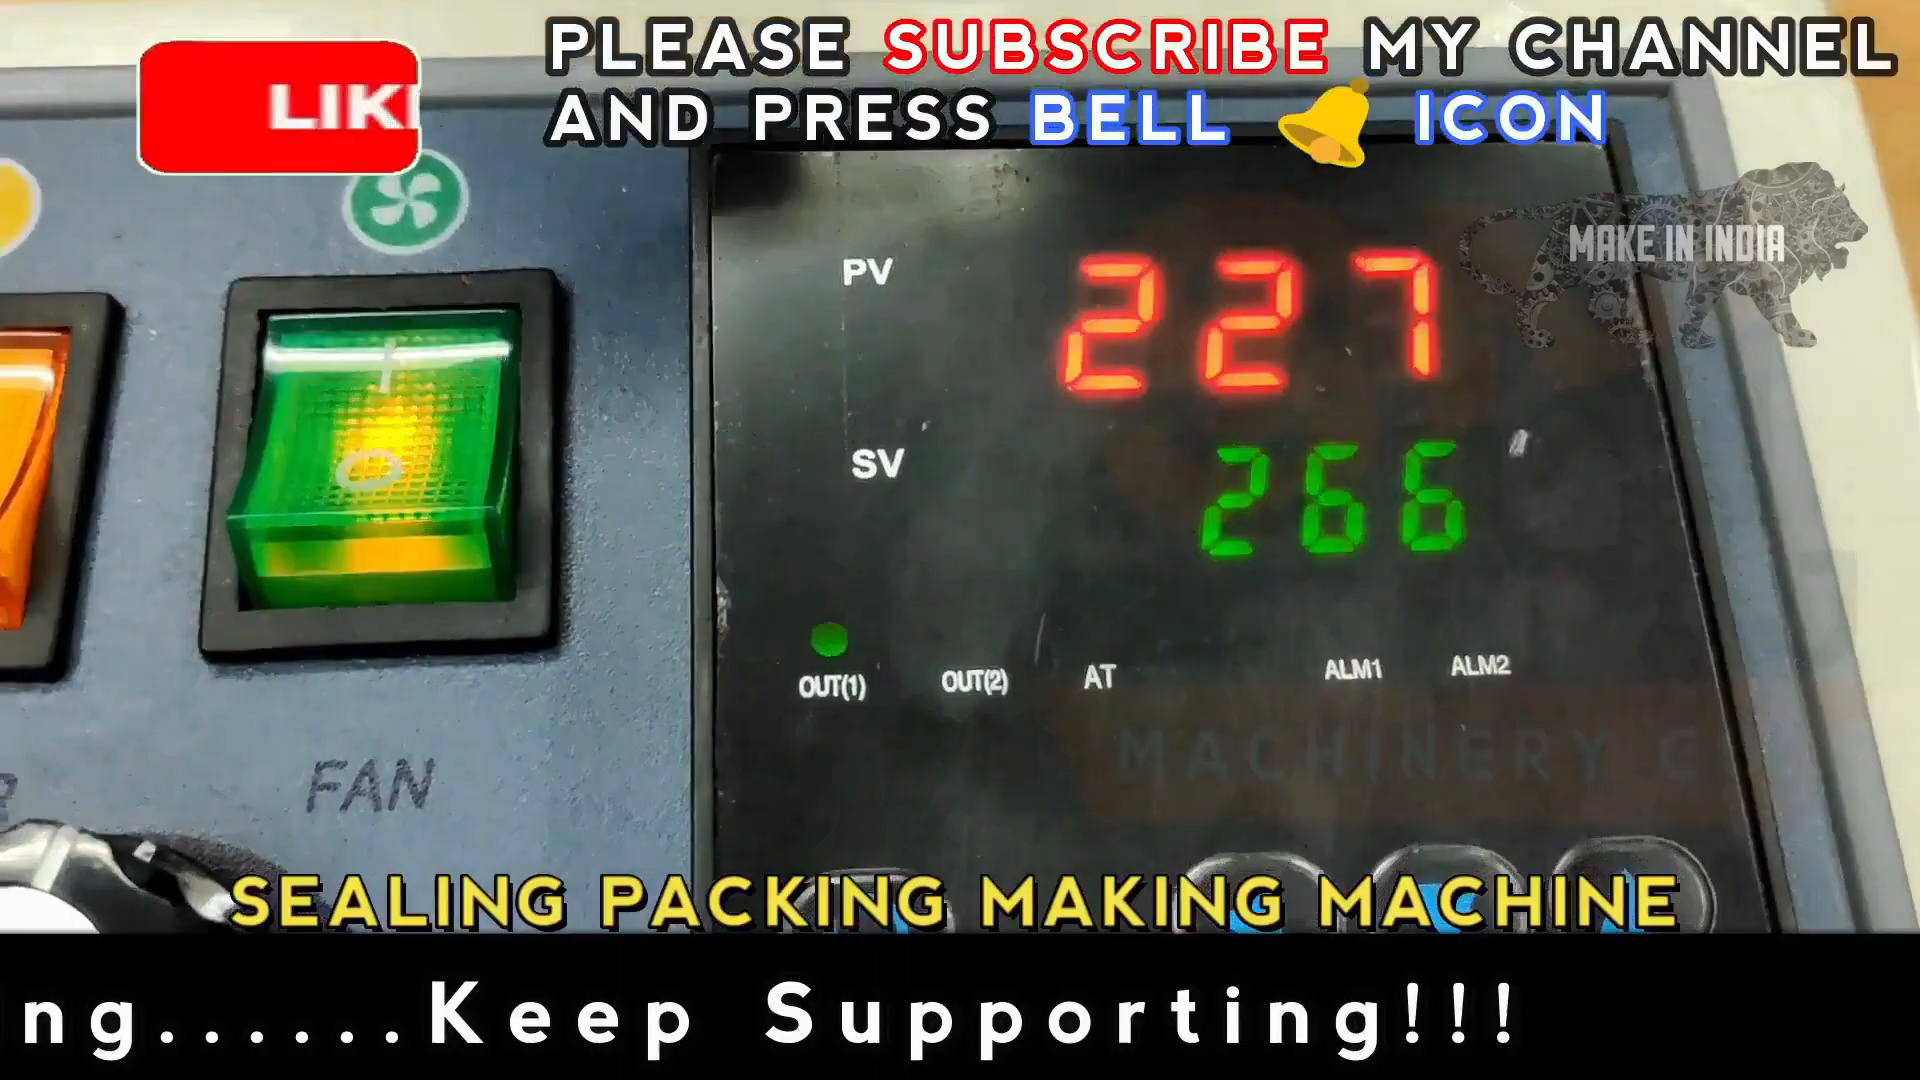 PLEASE SUBSCRIBE MY CHANNEL
AND PRESS BELL ICON
LIK
MAKE IN INDIA
PV 227
SV 266
OUT(1) OUT(2) AT ALM1 ALM2
MACHINERY C
FAN
SEALING PACKING MAKING MACHINE
ng......Keep Supporting!!!